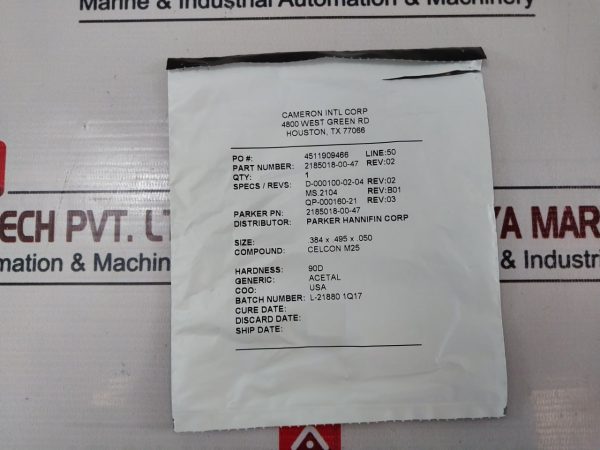 Marine & Industrial Automation & Machinery
CAMERON INTL CORP
4800 WEST GREEN RD
HOUSTON, TX 77066
PO #: 4511909466 LINE:50
PART NUMBER: 2185018-00-47 REV:02
QTY: 1
SPECS / REVS: D-000100-02-04 REV:02
MS.2104 REV:B01
QP-000160-21 REV:03
PARKER PN: 2185018-00-47
DISTRIBUTOR: PARKER HANNIFIN CORP
SIZE: .384 x .495 x .050
COMPOUND: CELCON M25
HARDNESS: 90D
GENERIC: ACETAL
COO: USA
BATCH NUMBER: L-21880 1Q17
CURE DATE:
DISCARD DATE:
SHIP DATE:
TECH PVT. LT
YA MAR
omation & Machin
& Industri